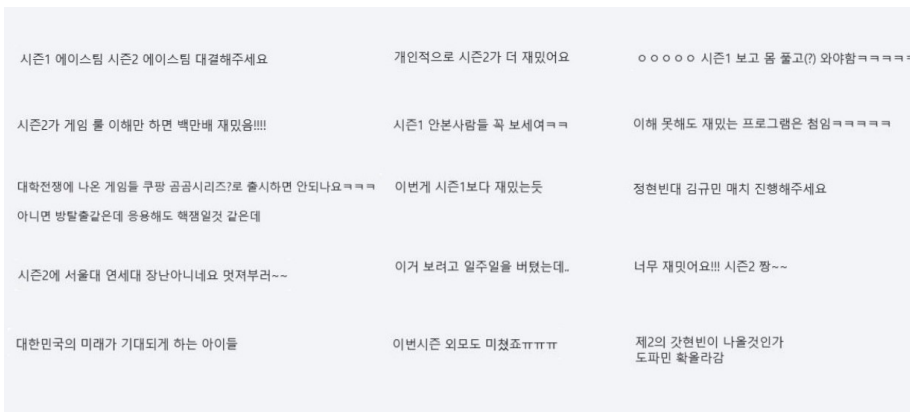 시즌1 에이스팀 시즌2 에이스팀 대결해주세요
개인적으로 시즌2가 더 재밌어요
ㅇㅇㅇㅇㅇ 시즌1 보고 몸 풀고(?) 와야함ㅋㅋㅋㅋㅋ
시즌2가 게임 룰 이해만 하면 백만배 재밌음!!!!
시즌1 안본사람들 꼭 보세여ㅋㅋ
이해 못해도 재밌는 프로그램은 첨임ㅋㅋㅋㅋㅋ
대학전쟁에 나온 게임들 쿠팡 곰곰시리즈?로 출시하면 안되나요ㅋㅋㅋ
아니면 방탈출같은데 응용해도 핵잼일것 같은데
이번게 시즌1보다 재밌는듯
정현빈대 김규민 매치 진행해주세요
시즌2에 서울대 연세대 장난아니네요 멋져부러~~
이거 보려고 일주일을 버텼는데..
너무 재밋어요!!! 시즌2 짱~~
대한민국의 미래가 기대되게 하는 아이들
이번시즌 외모도 미쳤죠ㅠㅠㅠ
제2의 갓현빈이 나올것인가
도파민 확올라감